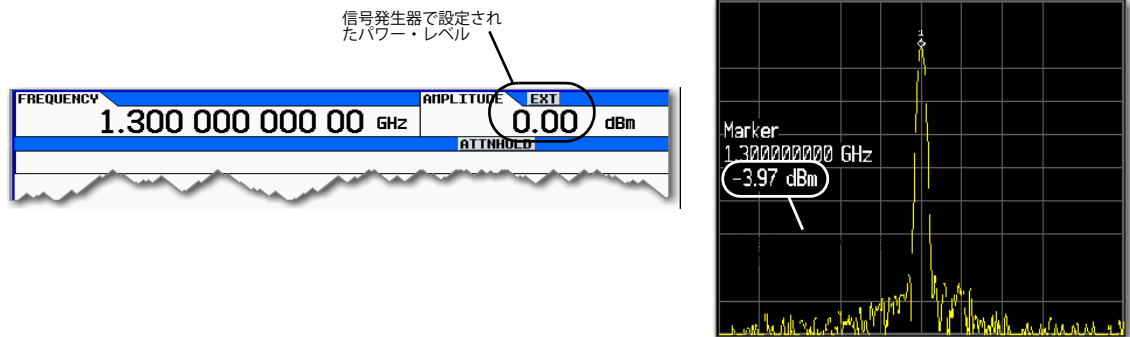 信号発生器で設定され
たパワー・レベル
FREQUENCY
1.300 000 000 00 GHz
AMPLITUDE EXT
0.00 dBm
ATTNHOLD
1
Marker
1.300000000 GHz
-3.97 dBm